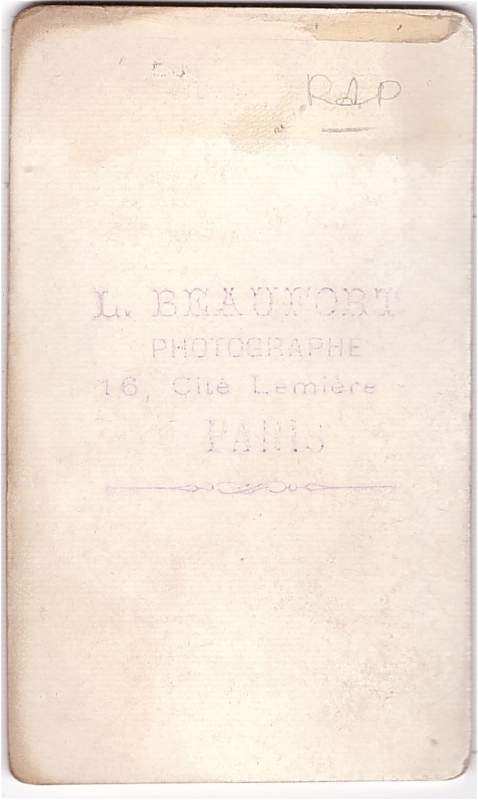 RAP
L. BEAUFORT
PHOTOGRAPHE
16, Cité Lemière
PARIS